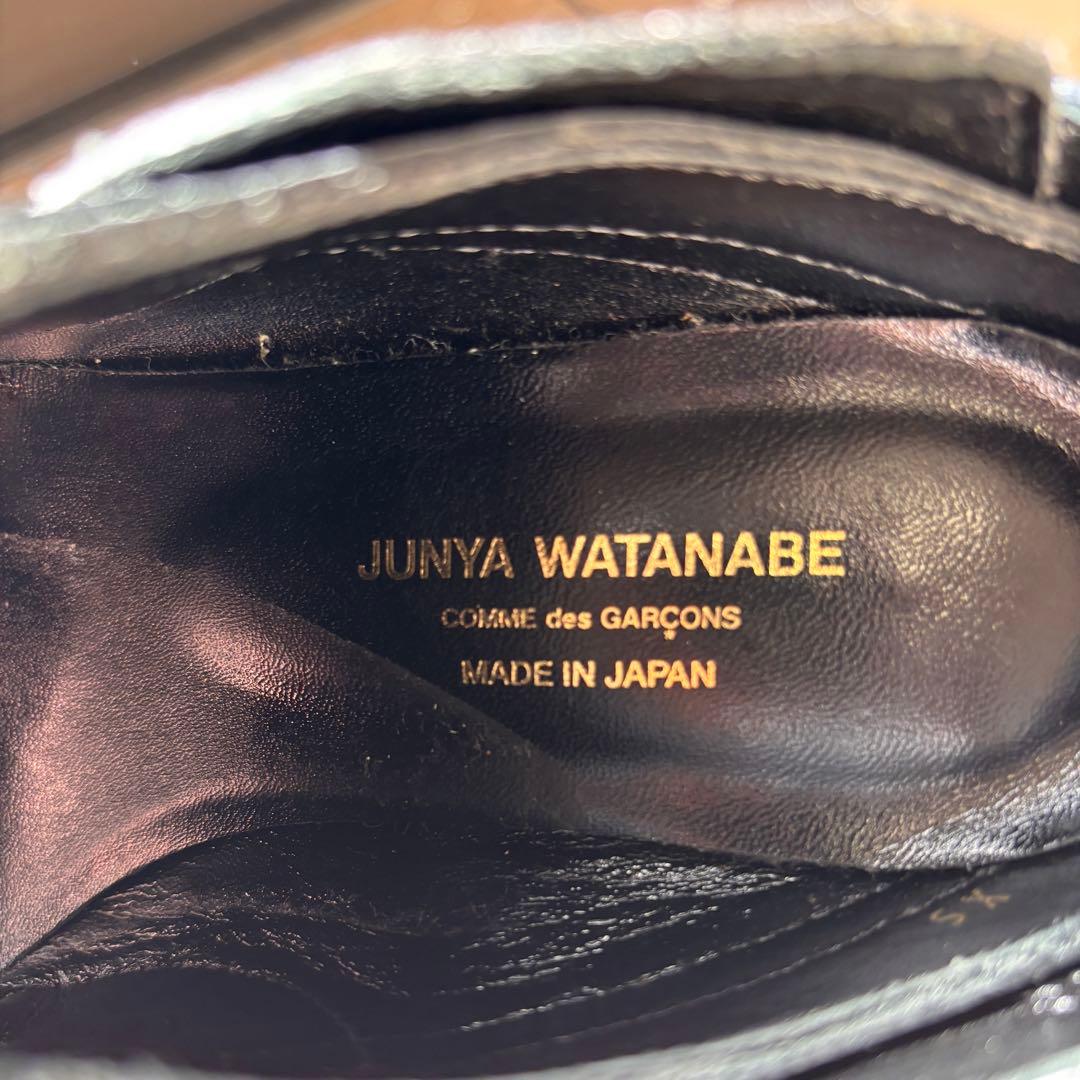 JUNYA WATANABE
COMME des GARÇONS
MADE IN JAPAN